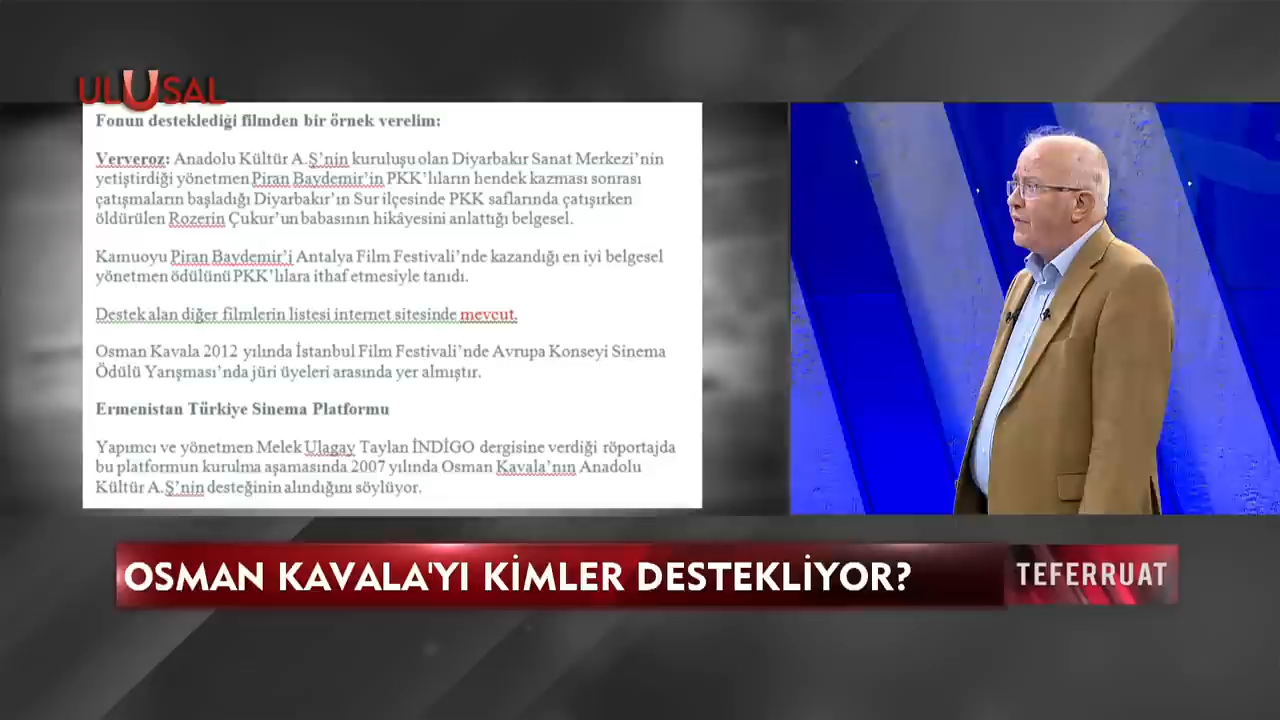 ULUSAL
Fonun desteklediği filmden bir örnek verelim:
Ververoz: Anadolu Kültür A.Ş'nin kuruluşu olan Diyarbakır Sanat Merkezi'nin
yetiştirdiği yönetmen Piran Baydemir'in PKK'lıların hendek kazması sonrası
çatışmaların başladığı Diyarbakır'ın Sur ilçesinde PKK saflarında çatışırken
öldürülen Rozerin Çukur'un babasının hikâyesini anlattığı belgesel.
Kamuoyu Piran Baydemir'i Antalya Film Festivali'nde kazandığı en iyi belgesel
yönetmen ödülünü PKK'lılara ithaf etmesiyle tanıdı.
Destek alan diğer filmlerin listesi internet sitesinde mevcut.
Osman Kavala 2012 yılında İstanbul Film Festivali'nde Avrupa Konseyi Sinema
Ödülü Yarışması'nda jüri üyeleri arasında yer almıştır.
Ermenistan Türkiye Sinema Platformu
Yapımcı ve yönetmen Melek Ulagay Taylan İNDİGO dergisine verdiği röportajda
bu platformun kurulma aşamasında 2007 yılında Osman Kavala'nın Anadolu
Kültür A.Ş'nin desteğinin alındığını söylüyor.
OSMAN KAVALA'YI KİMLER DESTEKLİYOR?
TEFERRUAT